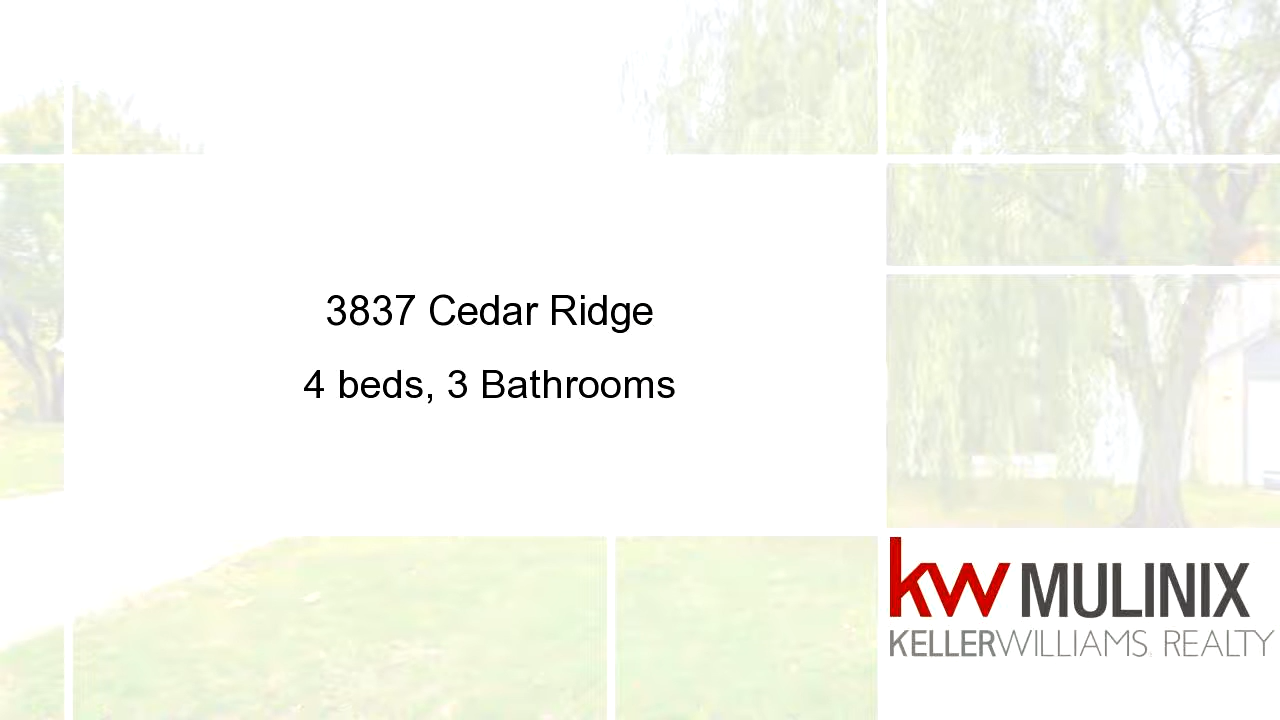 3837 Cedar Ridge
4 beds, 3 Bathrooms
kw MULINIX
KELLERWILLIAMS. REALTY